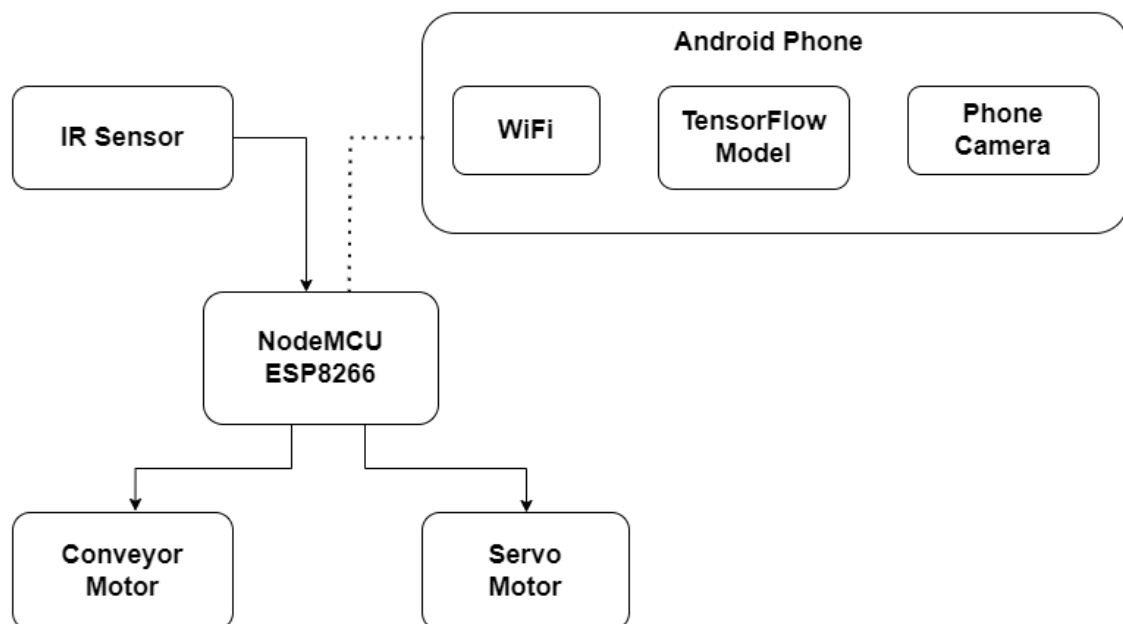 Android Phone
IR Sensor
WiFi
TensorFlow
Model
Phone
Camera
NodeMCU
ESP8266
Conveyor
Motor
Servo
Motor